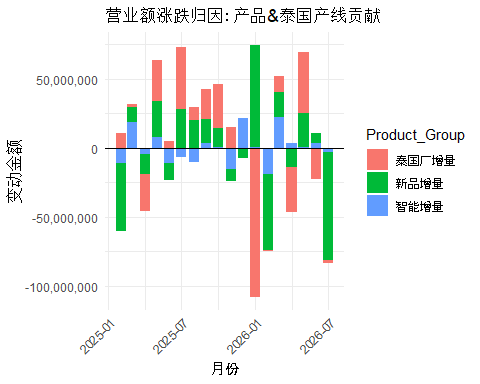 营业额涨跌归因: 产品&泰国产线贡献
变动金额
50,000,000
0
-50,000,000
-100,000,000
2025-01
2025-07
2026-01
2026-07
月份
Product_Group
泰国厂增量
新品增量
智能增量